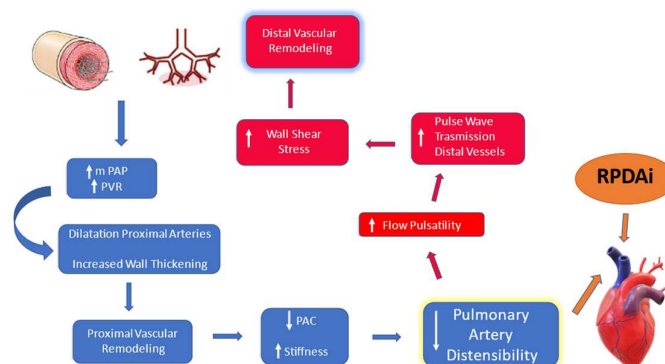 Distal Vascular
Remodeling
↑ Wall Shear
Stress
↑ Pulse Wave
Trasmission
Distal Vessels
↑ m PAP
↑ PVR
RPDAi
Dilatation Proximal Arteries
Increased Wall Thickening
↑ Flow Pulsatility
Proximal Vascular
Remodeling
↓ PAC
↑ Stiffness
↓ Pulmonary
Artery
Distensibility